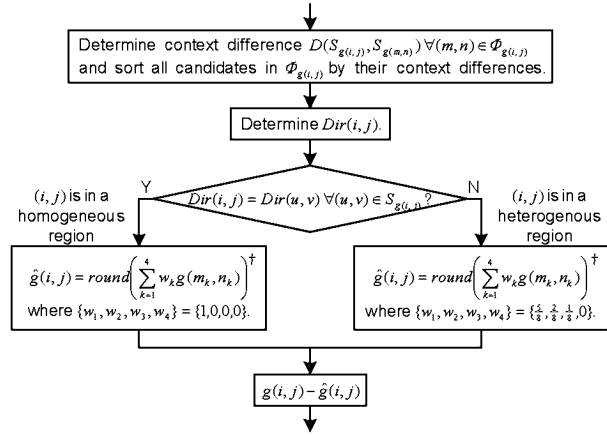 Determine context difference D(S_{g(i,j)}, S_{g(m,n)}) ∀(m,n) ∈ Φ_{g(i,j)}
and sort all candidates in Φ_{g(i,j)} by their context differences.
Determine Dir(i, j).
Y
N
Dir(i, j) = Dir(u, v) ∀(u, v) ∈ S_{g(i,j)}?
(i, j) is in a
homogeneous
region
(i, j) is in a
heterogenous
region
ĝ(i, j) = round(∑_{k=1}^{4} w_k g(m_k, n_k))†
where {w_1, w_2, w_3, w_4} = {1,0,0,0}.
ĝ(i, j) = round(∑_{k=1}^{4} w_k g(m_k, n_k))†
where {w_1, w_2, w_3, w_4} = {5/8, 2/8, 1/8, 0}.
g(i, j) − ĝ(i, j)